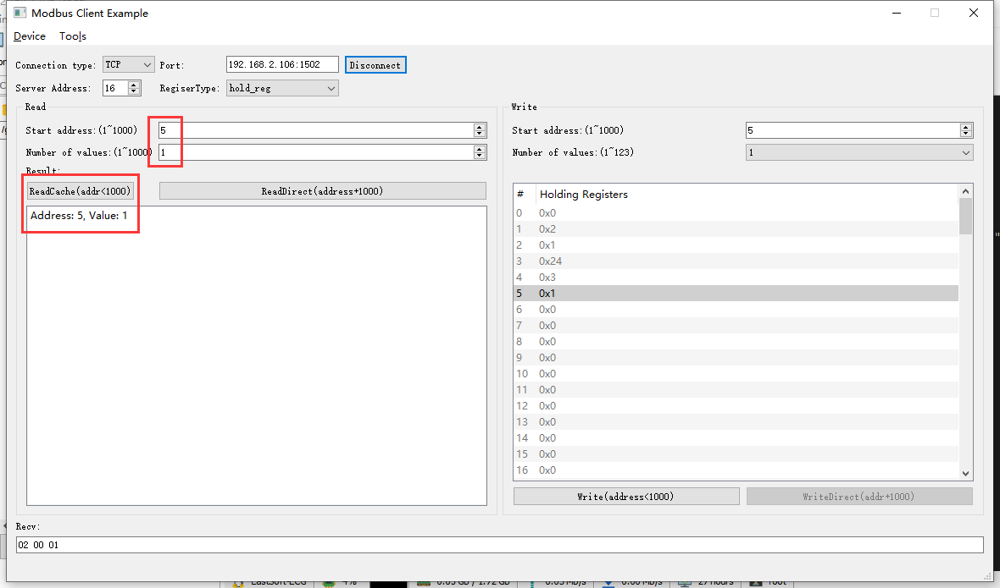 Modbus Client Example
Device Tools
Connection type: TCP Port: 192.168.2.106:1502 Disconnect
Server Address: 16 RegiserType: hold_reg
Read
Start address:(1~1000) 5
Number of values:(1~1000) 1
Result:
ReadCache(addr<1000) ReadDirect(address+1000)
Address: 5, Value: 1
Write
Start address:(1~1000) 5
Number of values:(1~123) 1
# Holding Registers
0 0x0
1 0x2
2 0x1
3 0x24
4 0x3
5 0x1
6 0x0
7 0x0
8 0x0
9 0x0
10 0x0
11 0x0
12 0x0
13 0x0
14 0x0
15 0x0
16 0x0
Write(address<1000) WriteDirect(addr+1000)
Recv:
02 00 01